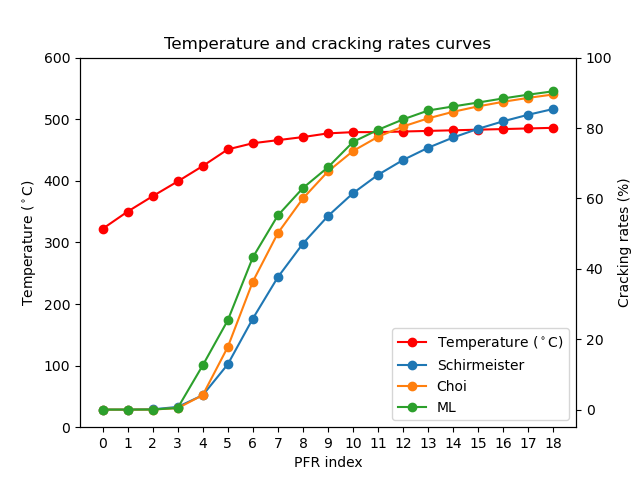 Temperature and cracking rates curves
600
500
400
300
200
100
0
Temperature (°C)
100
80
60
40
20
0
Cracking rates (%)
Temperature (°C)
Schirmeister
Choi
ML
0 1 2 3 4 5 6 7 8 9 10 11 12 13 14 15 16 17 18
PFR index